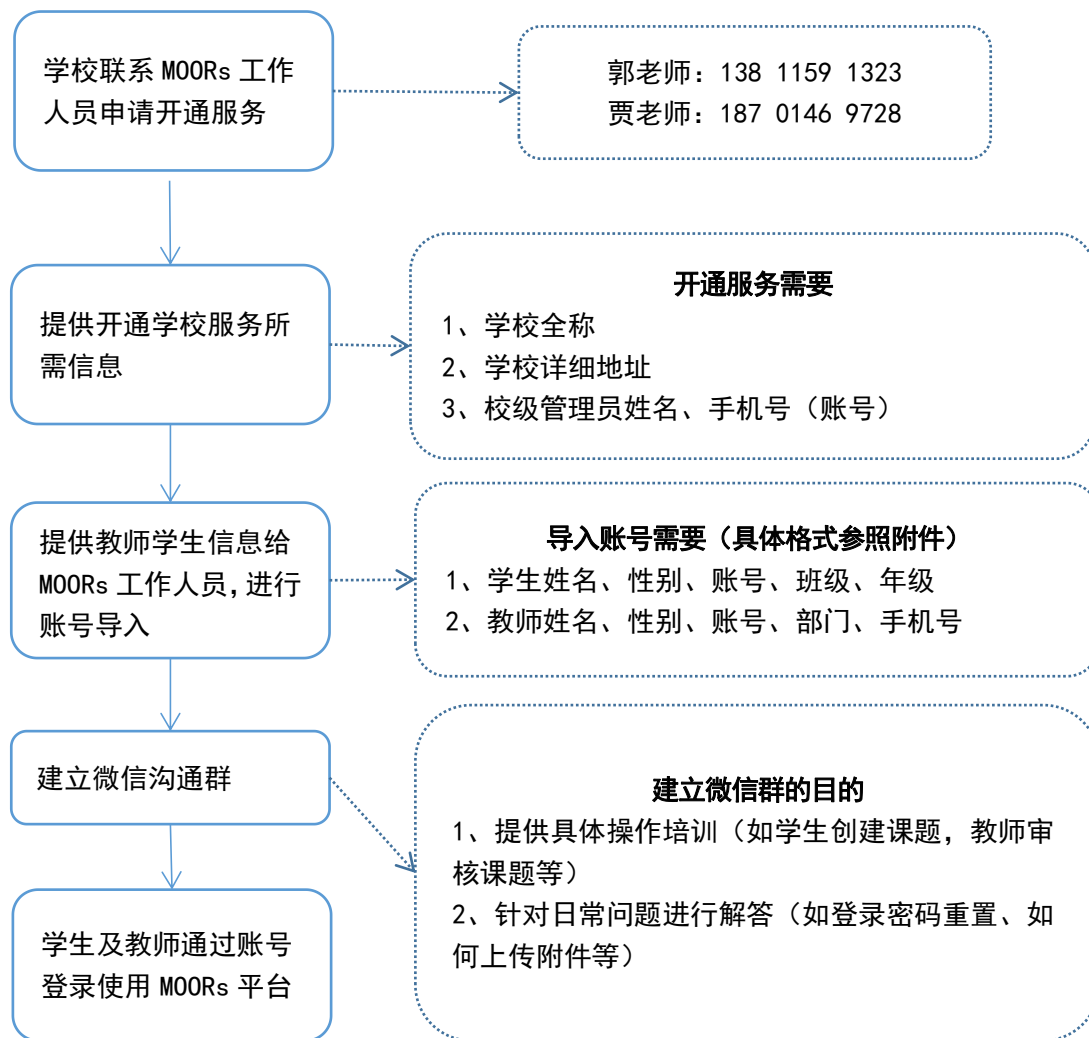 学校联系 MOORs 工作
人员申请开通服务
郭老师：138 1159 1323
贾老师：187 0146 9728
提供开通学校服务所
需信息
开通服务需要
1、学校全称
2、学校详细地址
3、校级管理员姓名、手机号（账号）
提供教师学生信息给
MOORs 工作人员，进行
账号导入
导入账号需要（具体格式参照附件）
1、学生姓名、性别、账号、班级、年级
2、教师姓名、性别、账号、部门、手机号
建立微信沟通群
建立微信群的目的
1、提供具体操作培训（如学生创建课题，教师审
核课题等）
2、针对日常问题进行解答（如登录密码重置、如
何上传附件等）
学生及教师通过账号
登录使用 MOORs 平台